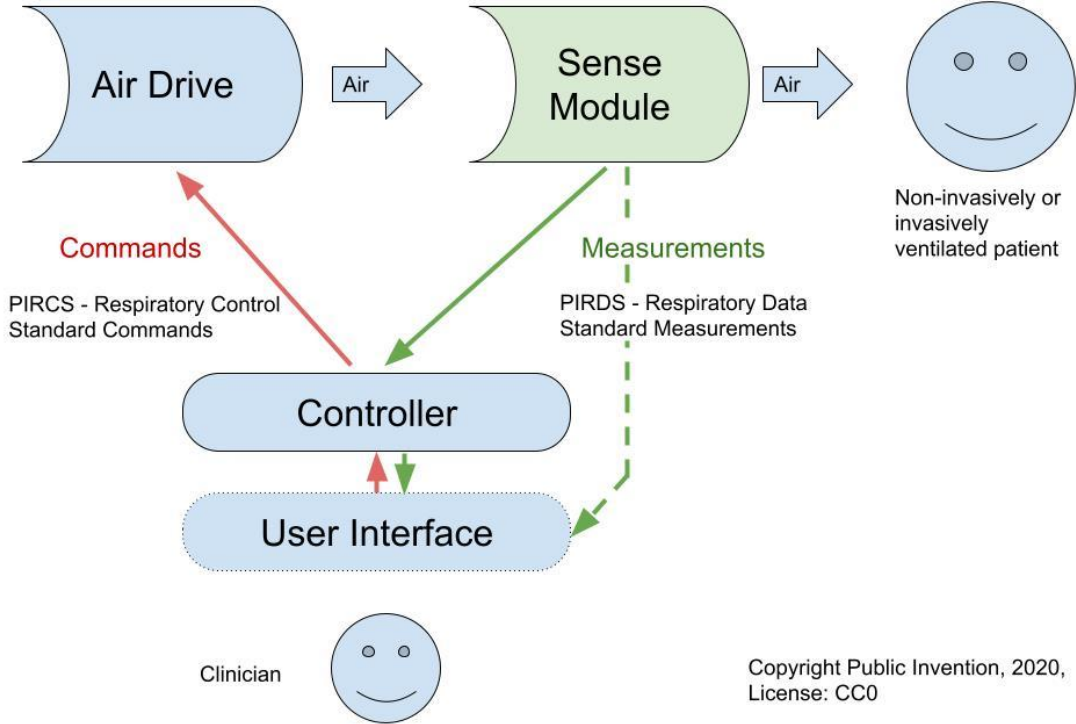 Air Drive
Air
Sense
Module
Air
Non-invasively or
invasively
ventilated patient
Commands
Measurements
PIRCS - Respiratory Control
Standard Commands
PIRDS - Respiratory Data
Standard Measurements
Controller
User Interface
Clinician
Copyright Public Invention, 2020,
License: CC0